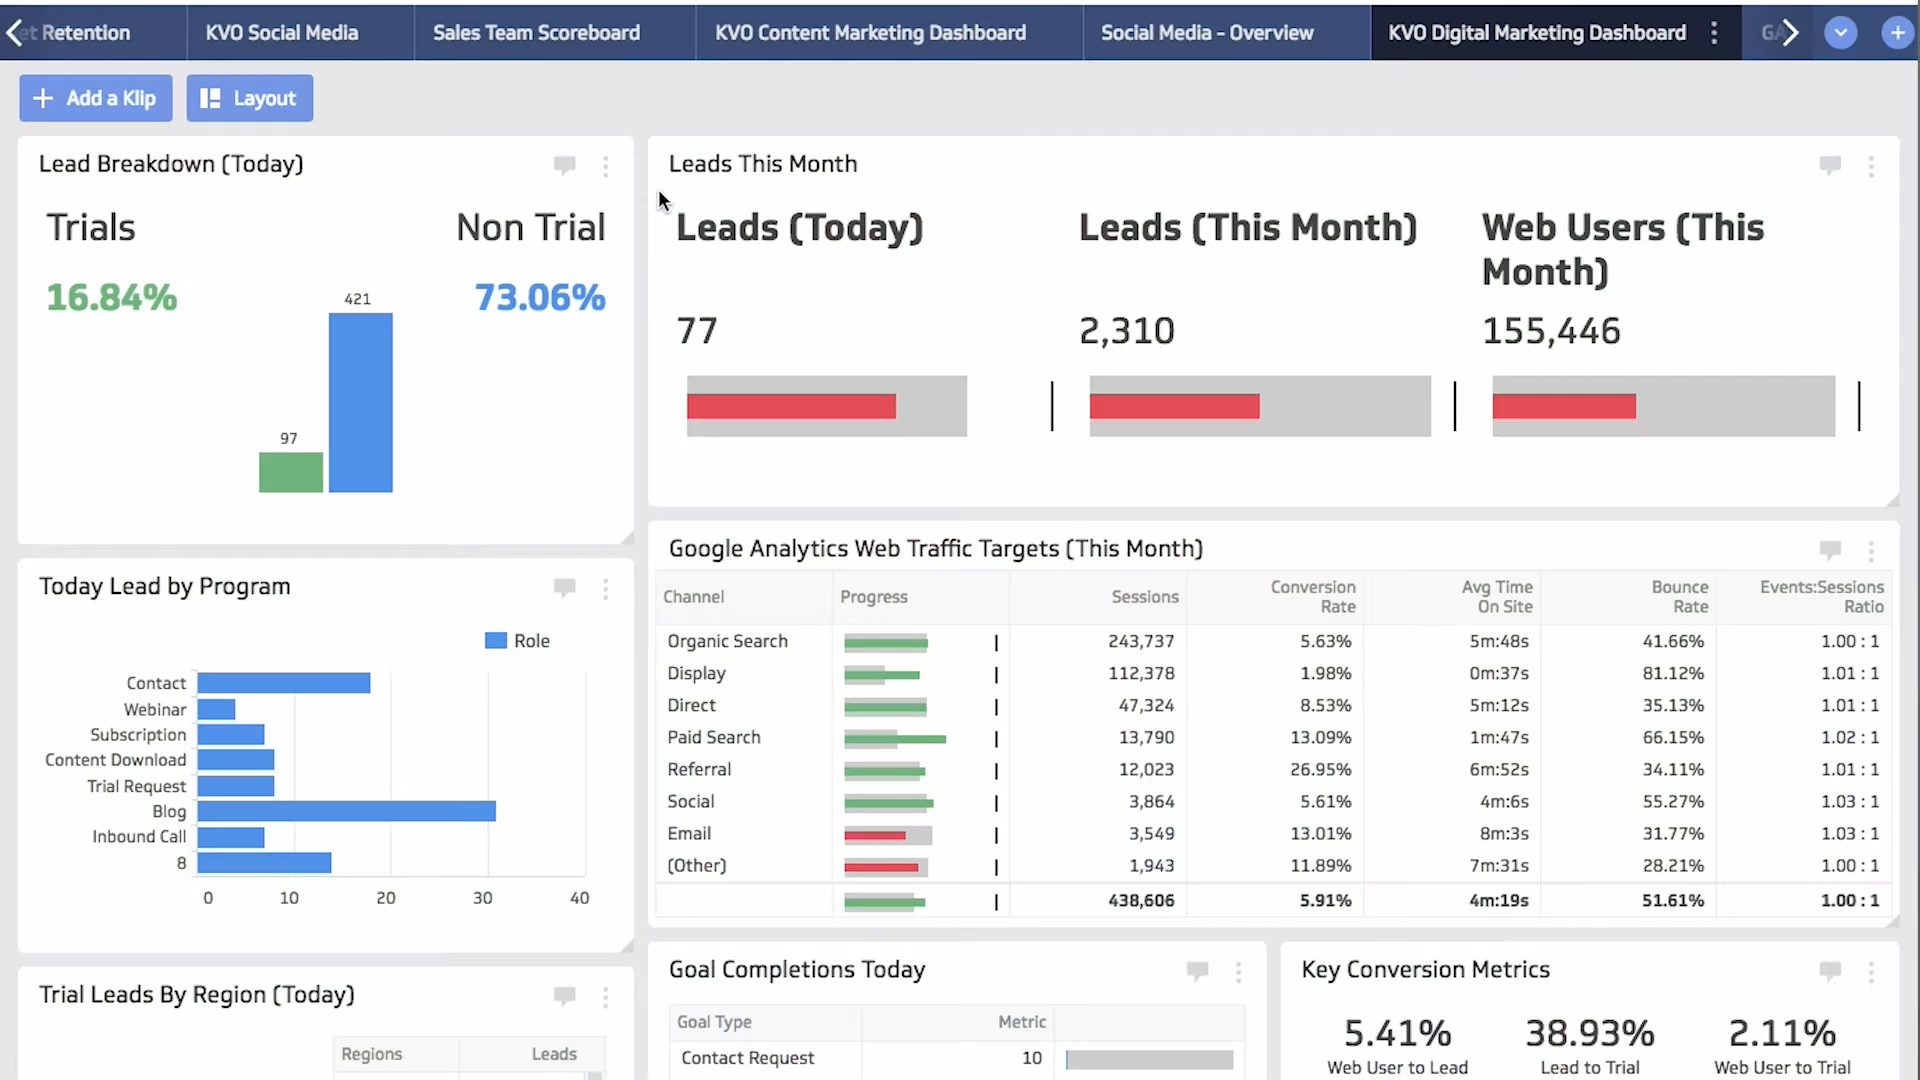 et Retention
KVO Social Media
Sales Team Scoreboard
KVO Content Marketing Dashboard
Social Media - Overview
KVO Digital Marketing Dashboard
GA
+ Add a Klip
Layout
Lead Breakdown (Today)
Trials
Non Trial
16.84%
73.06%
421
97
Leads This Month
Leads (Today)
Leads (This Month)
Web Users (This
Month)
77
2,310
155,446
Today Lead by Program
Role
Contact
Webinar
Subscription
Content Download
Trial Request
Blog
Inbound Call
8
0 10 20 30 40
Google Analytics Web Traffic Targets (This Month)
Channel Progress Sessions Conversion Rate Avg Time On Site Bounce Rate Events:Sessions Ratio
Organic Search 243,737 5.63% 5m:48s 41.66% 1.00 : 1
Display 112,378 1.98% 0m:37s 81.12% 1.01 : 1
Direct 47,324 8.53% 5m:12s 35.13% 1.01 : 1
Paid Search 13,790 13.09% 1m:47s 66.15% 1.02 : 1
Referral 12,023 26.95% 6m:52s 34.11% 1.01 : 1
Social 3,864 5.61% 4m:6s 55.27% 1.03 : 1
Email 3,549 13.01% 8m:3s 31.77% 1.03 : 1
(Other) 1,943 11.89% 7m:31s 28.21% 1.00 : 1
438,606 5.91% 4m:19s 51.61% 1.00 : 1
Trial Leads By Region (Today)
Regions Leads
Goal Completions Today
Goal Type Metric
Contact Request 10
Key Conversion Metrics
5.41% 38.93% 2.11%
Web User to Lead Lead to Trial Web User to Trial